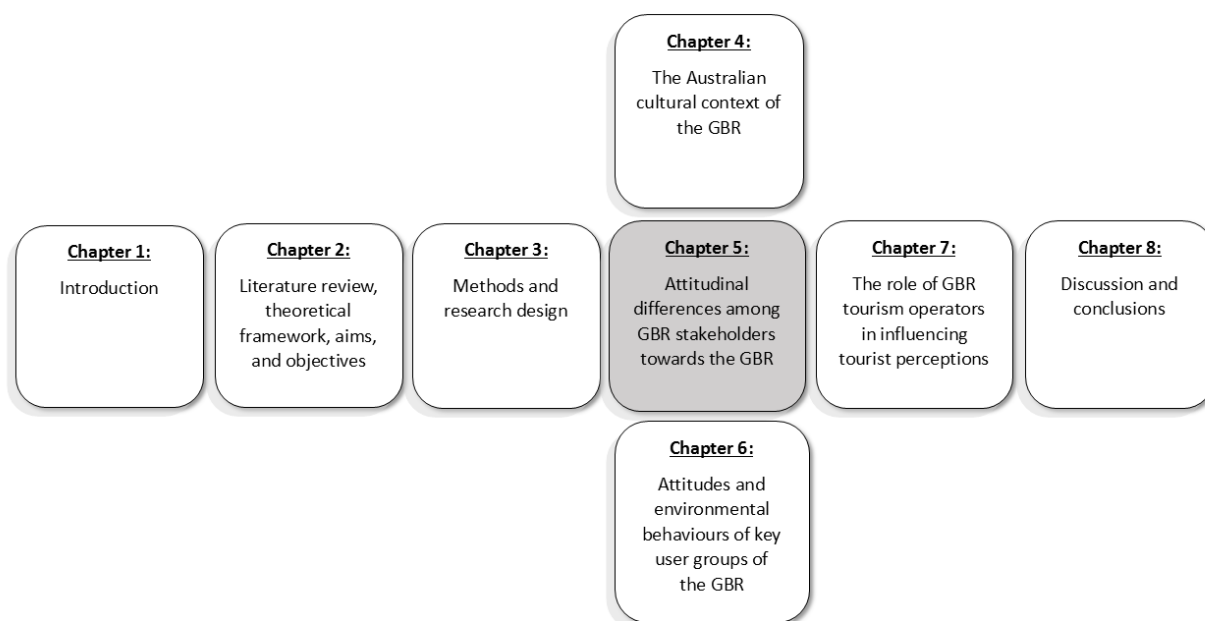 Chapter 4:
The Australian
cultural context of
the GBR
Chapter 1:
Introduction
Chapter 2:
Literature review,
theoretical
framework, aims,
and objectives
Chapter 3:
Methods and
research design
Chapter 5:
Attitudinal
differences among
GBR stakeholders
towards the GBR
Chapter 7:
The role of GBR
tourism operators
in influencing
tourist perceptions
Chapter 8:
Discussion and
conclusions
Chapter 6:
Attitudes and
environmental
behaviours of key
user groups of
the GBR